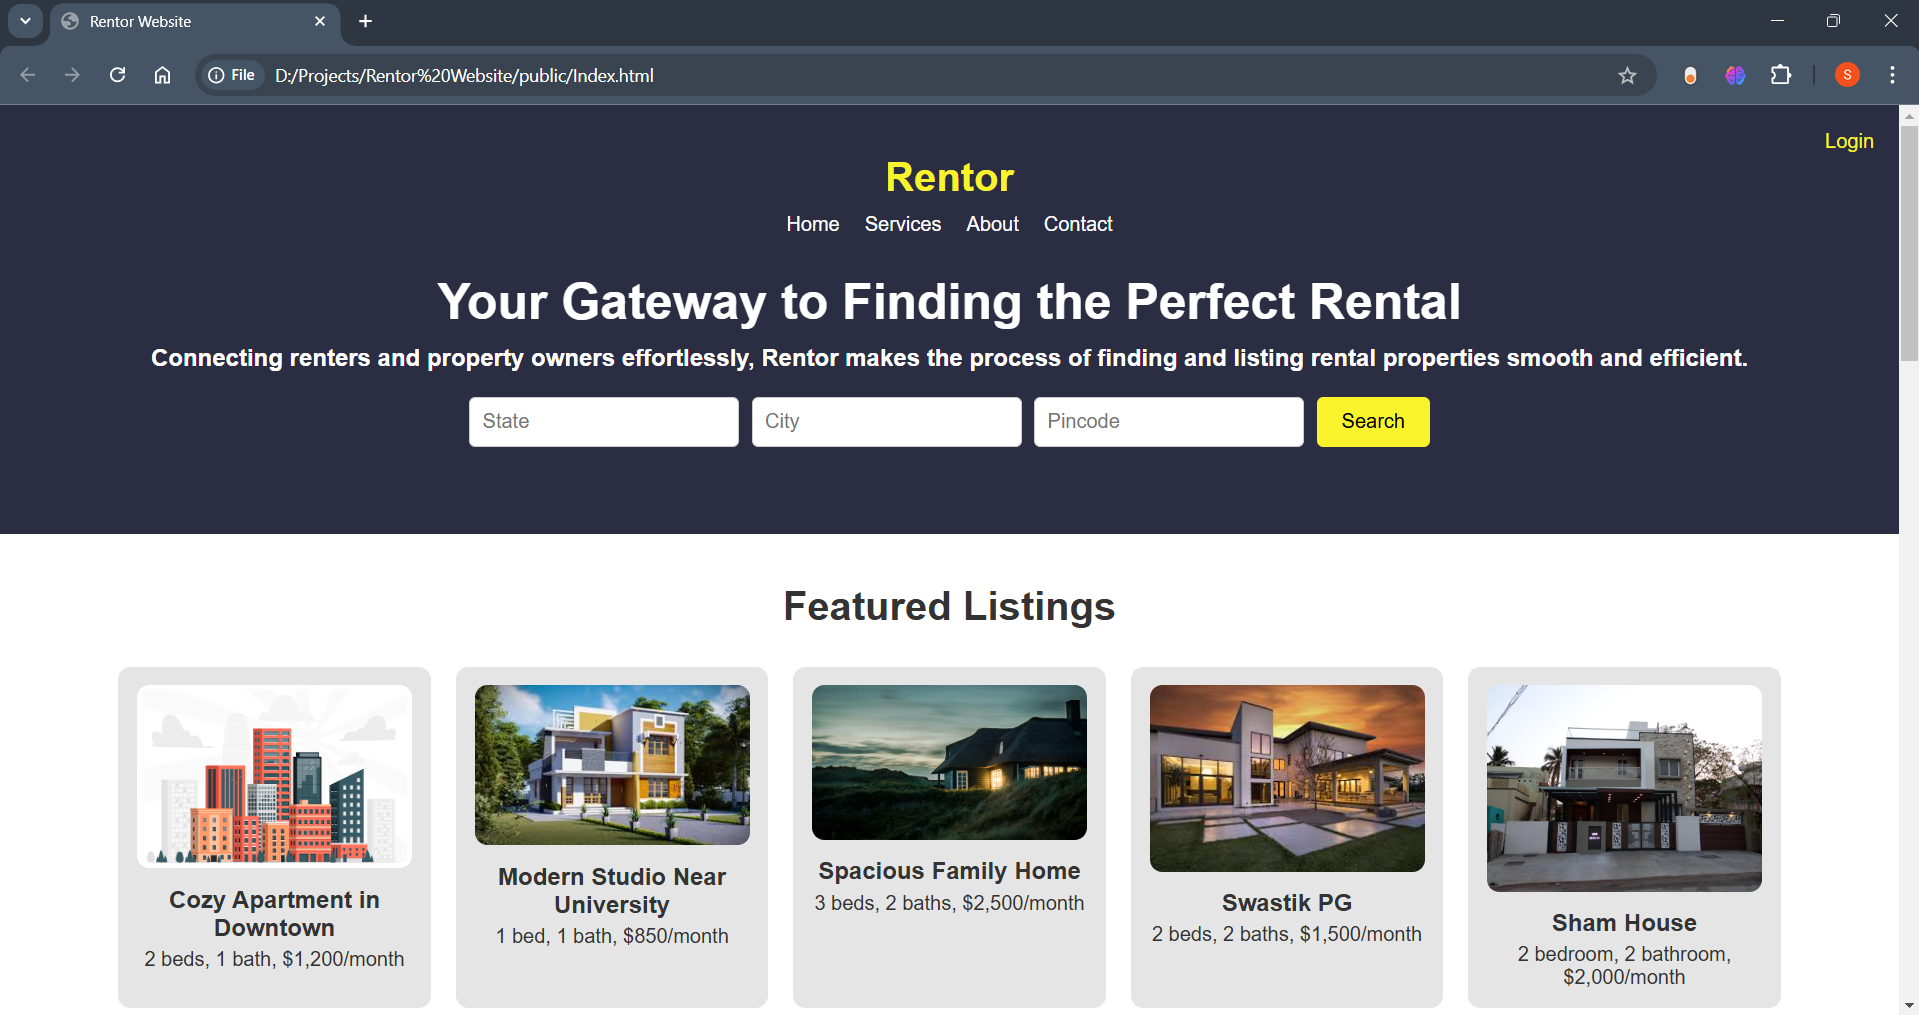 Rentor Website
File
D:/Projects/Rentor%20Website/public/Index.html
S
Login
Rentor
Home Services About Contact
Your Gateway to Finding the Perfect Rental
Connecting renters and property owners effortlessly, Rentor makes the process of finding and listing rental properties smooth and efficient.
State City Pincode Search
Featured Listings
Cozy Apartment in
Downtown
2 beds, 1 bath, $1,200/month
Modern Studio Near
University
1 bed, 1 bath, $850/month
Spacious Family Home
3 beds, 2 baths, $2,500/month
Swastik PG
2 beds, 2 baths, $1,500/month
Sham House
2 bedroom, 2 bathroom,
$2,000/month